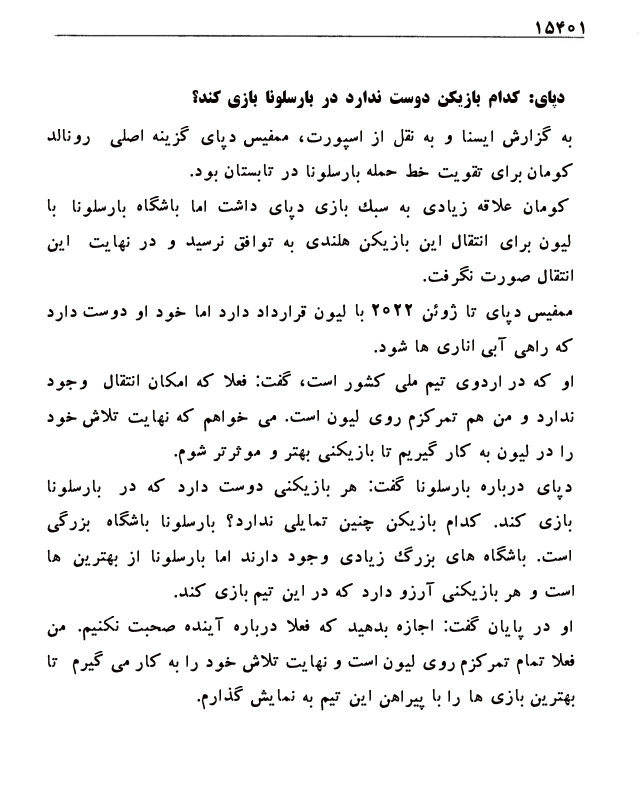 ۱۵۴۰۱
دپای: کدام بازیکن دوست ندارد در بارسلونا بازی کند؟
به گزارش ایسنا و به نقل از اسپورت، ممفیس دپای گزینه اصلی رونالد
کومان برای تقویت خط حمله بارسلونا در تابستان بود.
کومان علاقه زیادی به سبک بازی دپای داشت اما باشگاه بارسلونا با
لیون برای انتقال این بازیکن هلندی به توافق نرسید و در نهایت این
انتقال صورت نگرفت.
ممفیس دپای تا ژوئن ۲۰۲۲ با لیون قرارداد دارد اما خود او دوست دارد
که راهی آبی اناری ها شود.
او که در اردوی تیم ملی کشور است، گفت: فعلا که امکان انتقال وجود
ندارد و من هم تمرکزم روی لیون است. می خواهم که نهایت تلاش خود
را در لیون به کار گیریم تا بازیکنی بهتر و موثرتر شوم.
دپای درباره بارسلونا گفت: هر بازیکنی دوست دارد که در بارسلونا
بازی کند. کدام بازیکن چنین تمایلی ندارد؟ بارسلونا باشگاه بزرگی
است. باشگاه های بزرگ زیادی وجود دارند اما بارسلونا از بهترین ها
است و هر بازیکنی آرزو دارد که در این تیم بازی کند.
او در پایان گفت: اجازه بدهید که فعلا درباره آینده صحبت نکنیم. من
فعلا تمام تمرکزم روی لیون است و نهایت تلاش خود را به کار می گیرم تا
بهترین بازی ها را با پیراهن این تیم به نمایش گذارم.